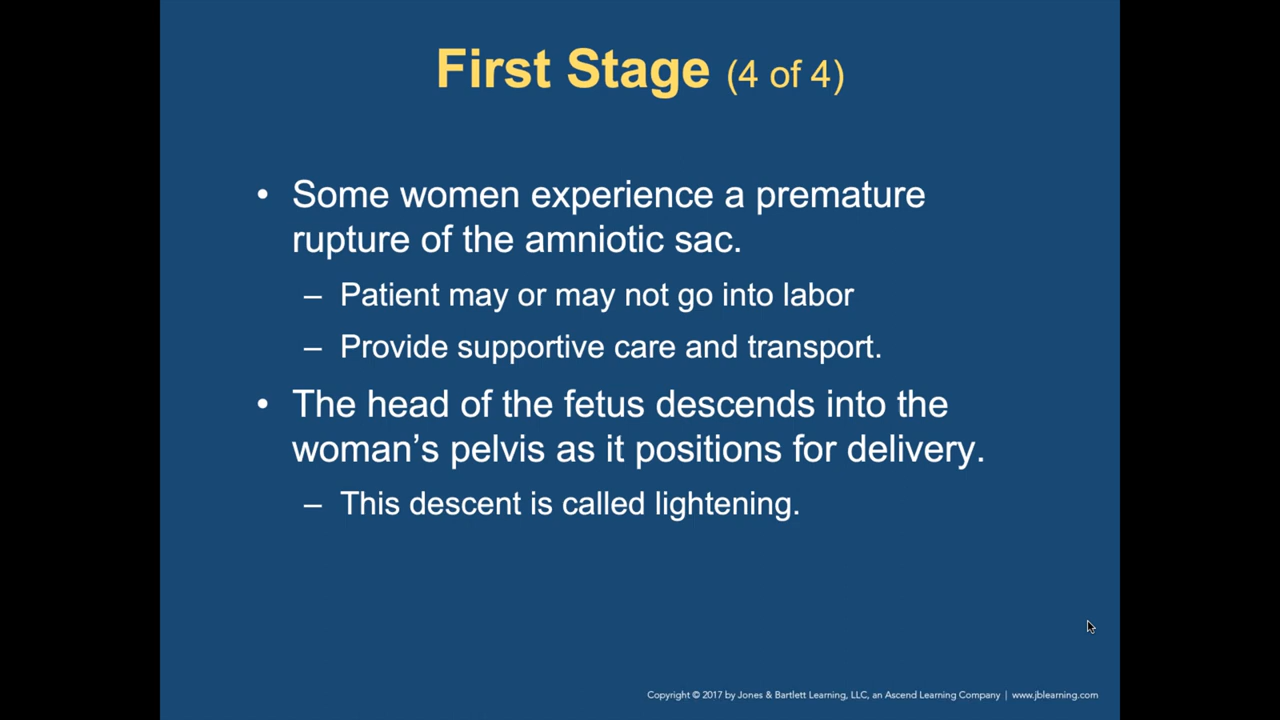 First Stage (4 of 4)
• Some women experience a premature
rupture of the amniotic sac.
– Patient may or may not go into labor
– Provide supportive care and transport.
• The head of the fetus descends into the
woman’s pelvis as it positions for delivery.
– This descent is called lightening.
Copyright © 2017 by Jones & Bartlett Learning, LLC, an Ascend Learning Company | www.jblearning.com